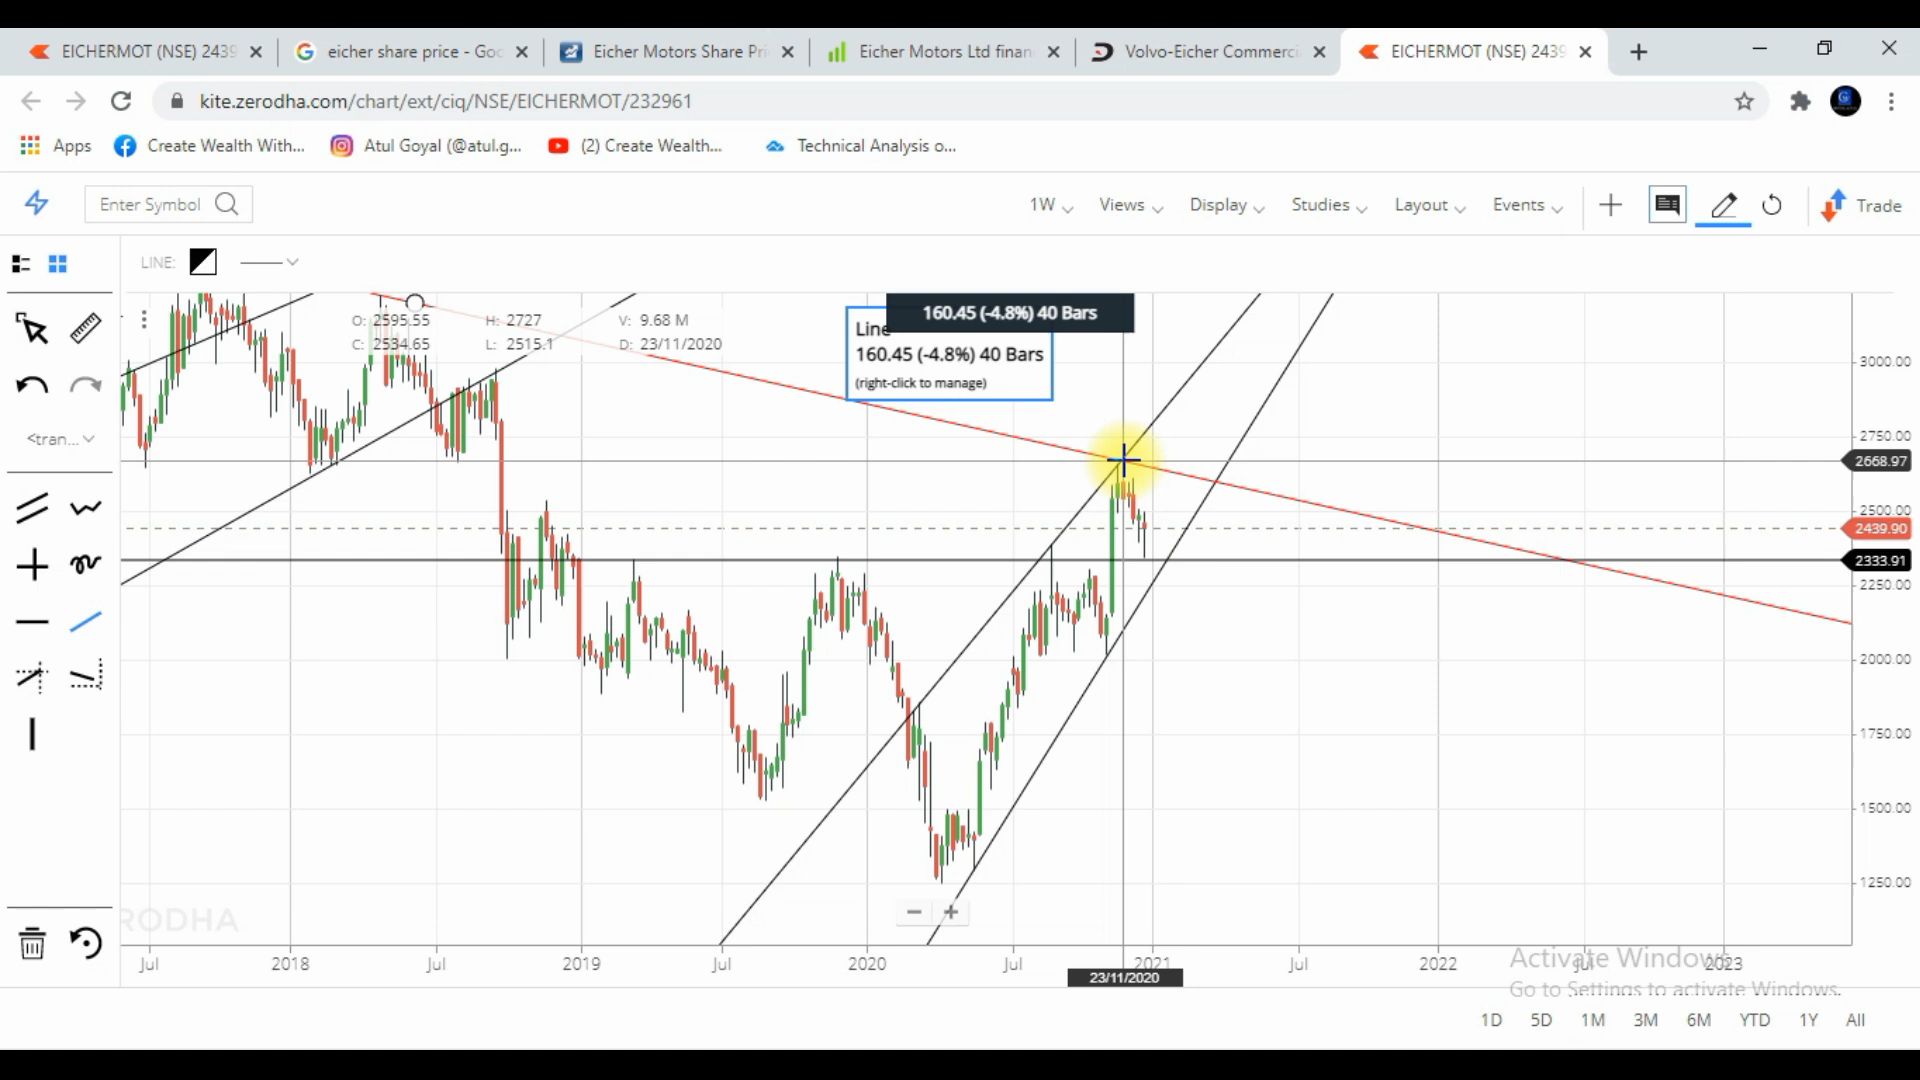 EICHERMOT (NSE) 2439
eicher share price - Goo
Eicher Motors Share Pri
Eicher Motors Ltd finan
Volvo-Eicher Commerci
EICHERMOT (NSE) 2439
kite.zerodha.com/chart/ext/ciq/NSE/EICHERMOT/232961
Apps
Create Wealth With...
Atul Goyal (@atul.g...
(2) Create Wealth...
Technical Analysis o...
Enter Symbol
1W
Views
Display
Studies
Layout
Events
Trade
LINE:
O: 2595.55
H: 2727
V: 9.68 M
C: 2534.65
L: 2515.1
D: 23/11/2020
160.45 (-4.8%) 40 Bars
Line
160.45 (-4.8%) 40 Bars
(right-click to manage)
<tran...
3000.00
2750.00
2668.97
2500.00
2439.90
2333.91
2250.00
2000.00
1750.00
1500.00
1250.00
RODHA
Jul
2018
Jul
2019
Jul
2020
Jul
2021
Jul
2022
Jul
2023
23/11/2020
Activate Windows
Go to Settings to activate Windows.
1D
5D
1M
3M
6M
YTD
1Y
All